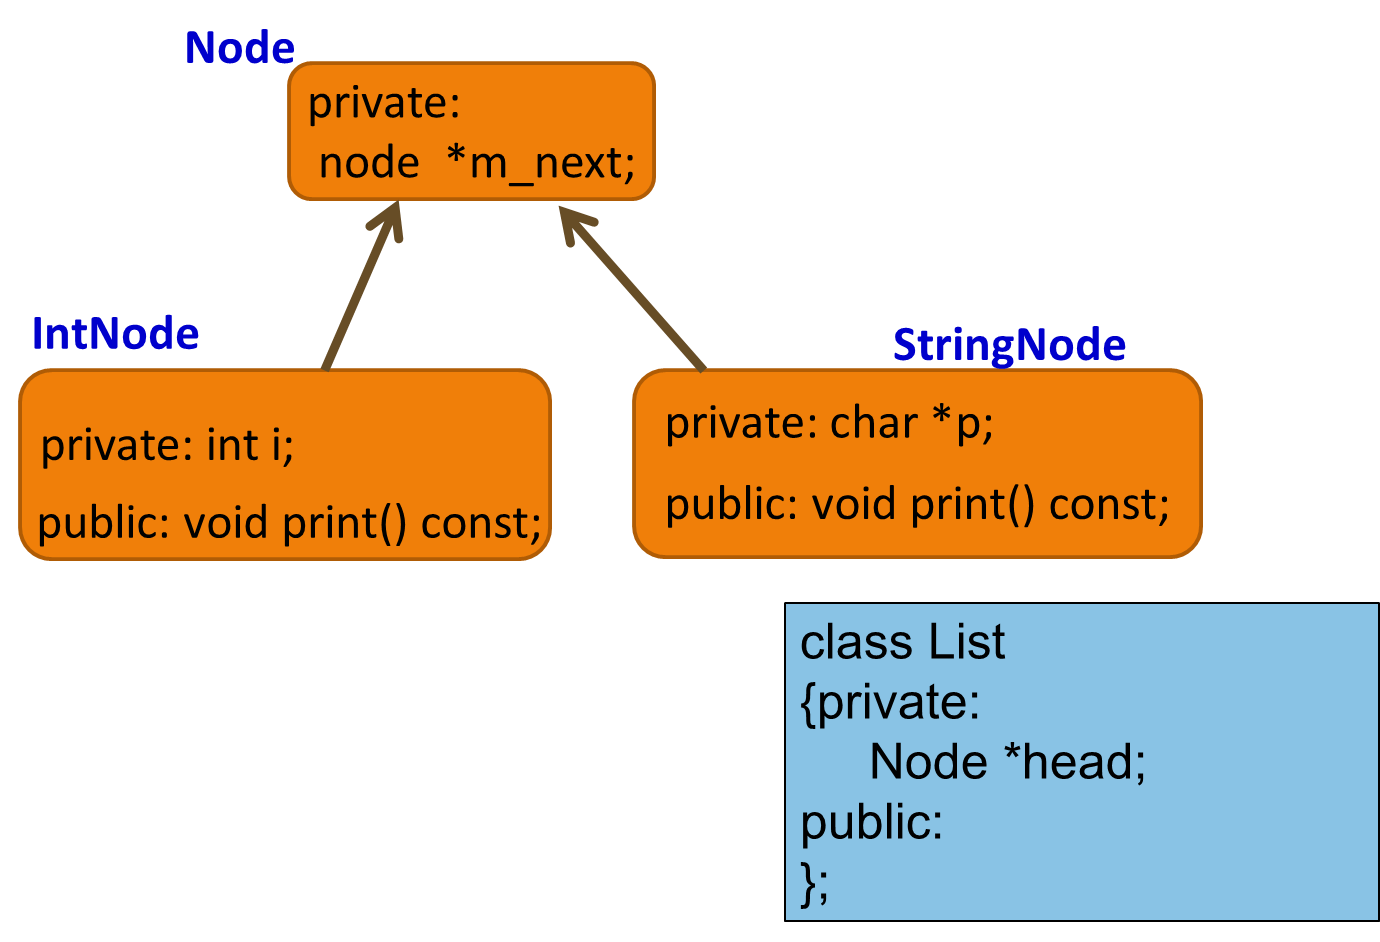 Node
private:
node *m_next;
IntNode
private: int i;
public: void print() const;
StringNode
private: char *p;
public: void print() const;
class List
{private:
Node *head;
public:
};